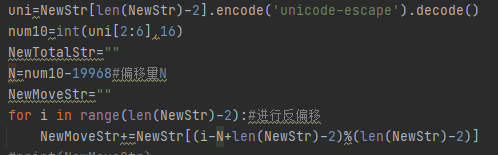 uni=NewStr[len(NewStr)-2].encode('unicode-escape').decode()
num10=int(uni[2:6],16)
NewTotalStr=""
N=num10-19968#偏移量N
NewMoveStr=""
for i in range(len(NewStr)-2):#进行反偏移
    NewMoveStr+=NewStr[(i-N+len(NewStr)-2)%(len(NewStr)-2)]
#print(NewMoveStr)